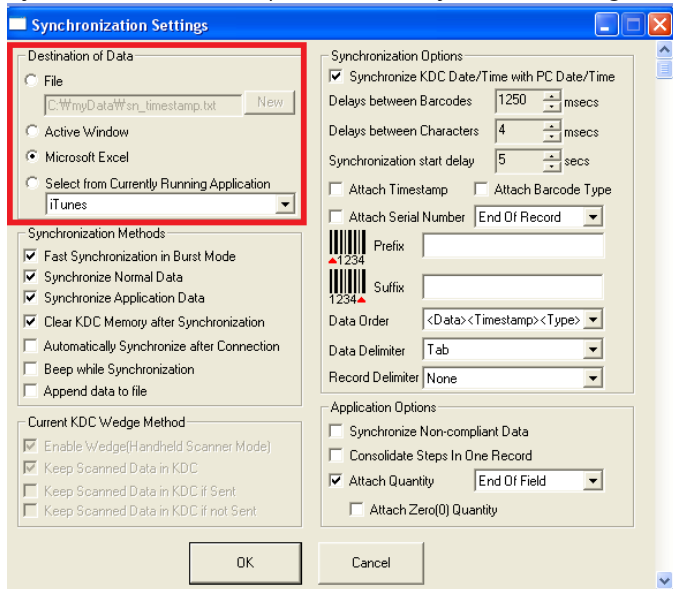 Synchronization Settings
Destination of Data
File
C:₩myData₩sn_timestamp.txt New
Active Window
Microsoft Excel
Select from Currently Running Application
iTunes
Synchronization Methods
Fast Synchronization in Burst Mode
Synchronize Normal Data
Synchronize Application Data
Clear KDC Memory after Synchronization
Automatically Synchronize after Connection
Beep while Synchronization
Append data to file
Current KDC Wedge Method
Enable Wedge(Handheld Scanner Mode)
Keep Scanned Data in KDC
Keep Scanned Data in KDC if Sent
Keep Scanned Data in KDC if not Sent
Synchronization Options
Synchronize KDC Date/Time with PC Date/Time
Delays between Barcodes 1250 msecs
Delays between Characters 4 msecs
Synchronization start delay 5 secs
Attach Timestamp Attach Barcode Type
Attach Serial Number End Of Record
1234 Prefix
1234 Suffix
Data Order <Data><Timestamp><Type>
Data Delimiter Tab
Record Delimiter None
Application Options
Synchronize Non-compliant Data
Consolidate Steps In One Record
Attach Quantity End Of Field
Attach Zero(0) Quantity
OK Cancel